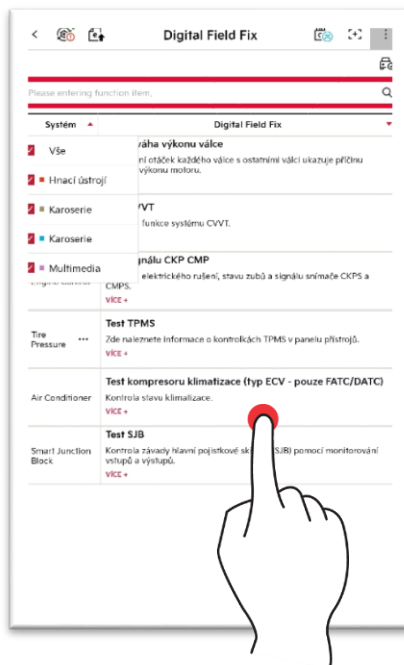 Digital Field Fix
Please entering function item.
Systém
Digital Field Fix
Vše
Hnací ústrojí
Karoserie
Karoserie
Multimedia
áha výkonu válce
ní otáček každého válce s ostatními válci ukazuje příčinu
výkonu motoru.
VVT
funkce systému CVVT.
gnálu CKP CMP
elektrického rušení, stavu zubů a signálu snímače CKPS a
CMPS.
VÍCE +
Test TPMS
Tire
Pressure
Zde naleznete informace o kontrolkách TPMS v panelu přístrojů.
VÍCE +
Test kompresoru klimatizace (typ ECV - pouze FATC/DATC)
Air Conditioner
Kontrola stavu klimatizace.
VÍCE +
Test SJB
Smart Junction
Block
Kontrola závady hlavní pojistkové sk SJB) pomocí monitorování
vstupů a výstupů.
VÍCE +